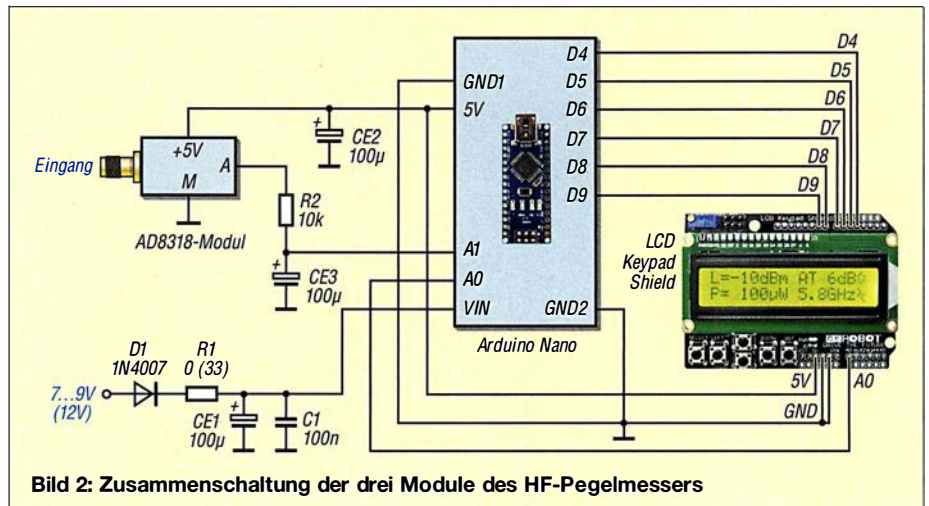 D4
D4
GND1
D5
D5
5V
D6
D6
+
CE2
100µ
D7
D7
+5V
Eingang
A
D8
D8
M
R2
10k
D9
D9
AD8318-Modul
LCD
Keypad
Shield
LCD Keypad Shield
A1
+
CE3
100µ
A0
L=-10dBm AT 6dB
P= 100µW 5.8GHz
VIN
GND2
Arduino Nano
D1
1N4007
R1
0 (33)
7...9V
(12V)
5V
A0
+
CE1
100µ
C1
100n
GND
Bild 2: Zusammenschaltung der drei Module des HF-Pegelmessers